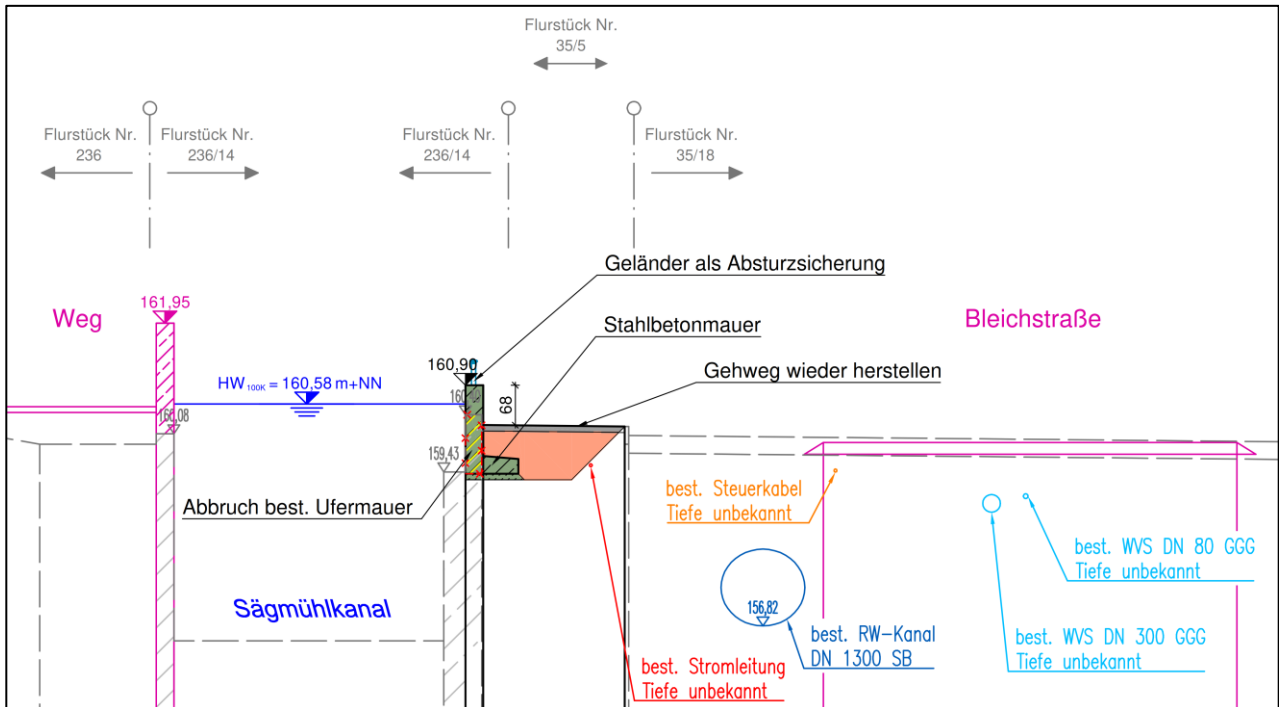 Flurstück Nr.
35/5
Flurstück Nr.
236
Flurstück Nr.
236/14
Flurstück Nr.
236/14
Flurstück Nr.
35/18
Geländer als Absturzsicherung
161,95
Weg
Stahlbetonmauer
Bleichstraße
160,90
Gehweg wieder herstellen
HW100K = 160,58 m+NN
68
159,43
best. Steuerkabel
Tiefe unbekannt
Abbruch best. Ufermauer
best. WVS DN 80 GGG
Tiefe unbekannt
Sägmühlkanal
156,82
best. RW-Kanal
DN 1300 SB
best. WVS DN 300 GGG
Tiefe unbekannt
best. Stromleitung
Tiefe unbekannt